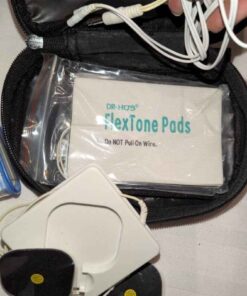 DR-HO'S®
FlexTone Pads
Do NOT Pull On Wire.